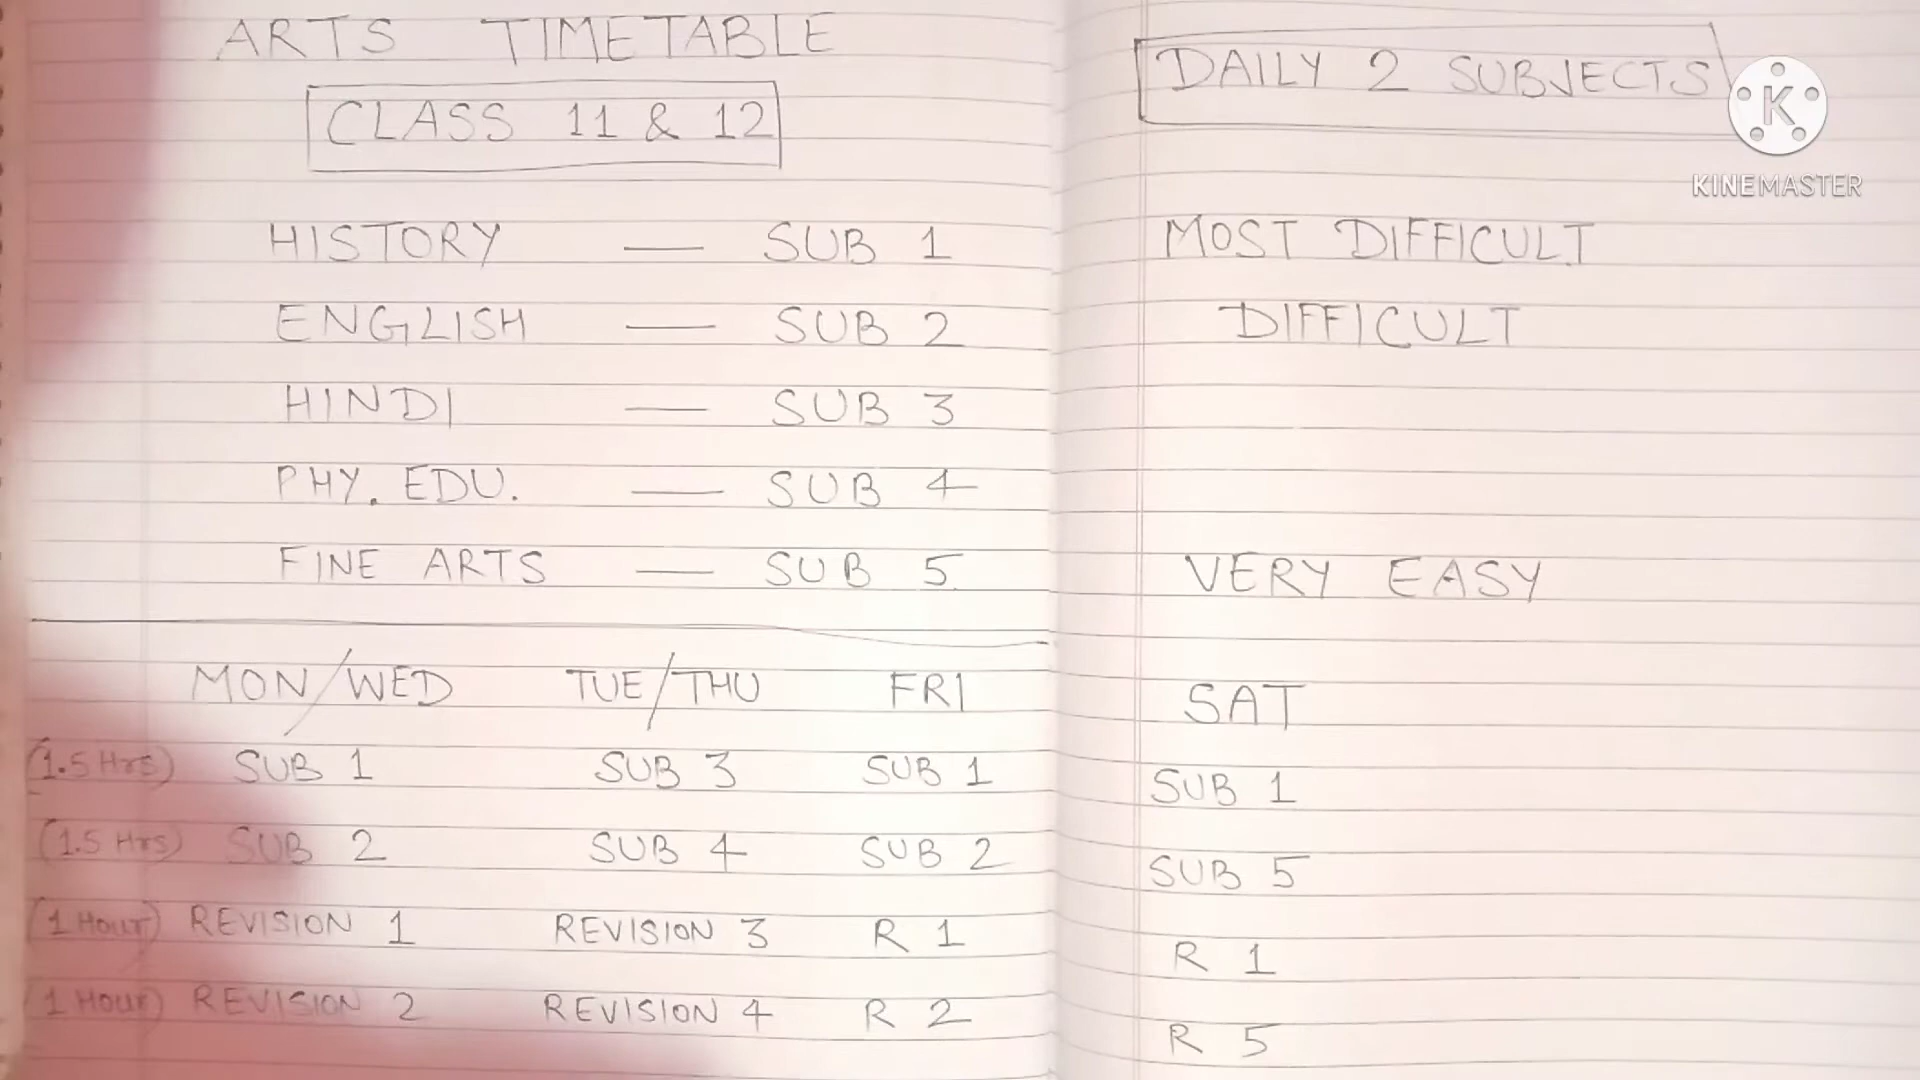 ARTS TIMETABLE
CLASS 11 & 12
HISTORY — SUB 1
ENGLISH — SUB 2
HINDI — SUB 3
PHY. EDU. — SUB 4
FINE ARTS — SUB 5
MON/WED TUE/THU FRI
(1.5 Hrs) SUB 1 SUB 3 SUB 1
(1.5 Hrs) SUB 2 SUB 4 SUB 2
(1 Hour) REVISION 1 REVISION 3 R 1
(1 Hour) REVISION 2 REVISION 4 R 2
DAILY 2 SUBJECTS
K
KINEMASTER
MOST DIFFICULT
DIFFICULT
VERY EASY
SAT
SUB 1
SUB 5
R 1
R 5